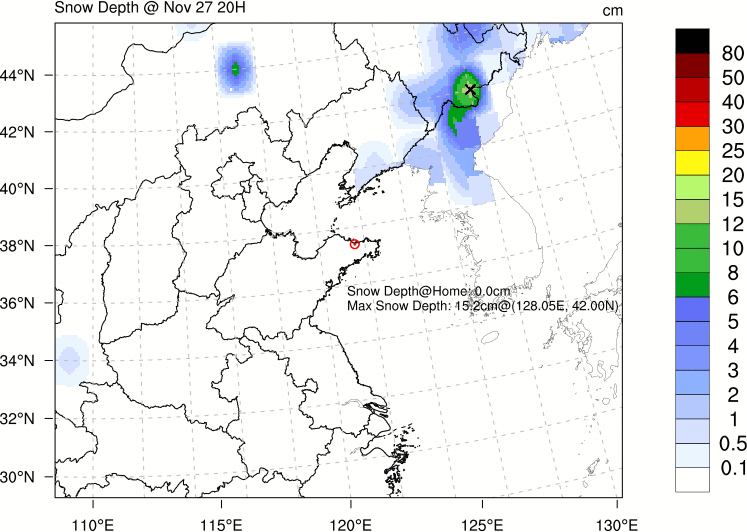 Snow Depth @ Nov 27 20H
cm
44°N
42°N
40°N
38°N
36°N
34°N
32°N
30°N
Snow Depth@Home: 0.0cm
Max Snow Depth: 15.2cm@(128.05E, 42.00N)
110°E
115°E
120°E
125°E
130°E
80
50
40
30
25
20
15
12
10
8
6
5
4
3
2
1
0.5
0.1